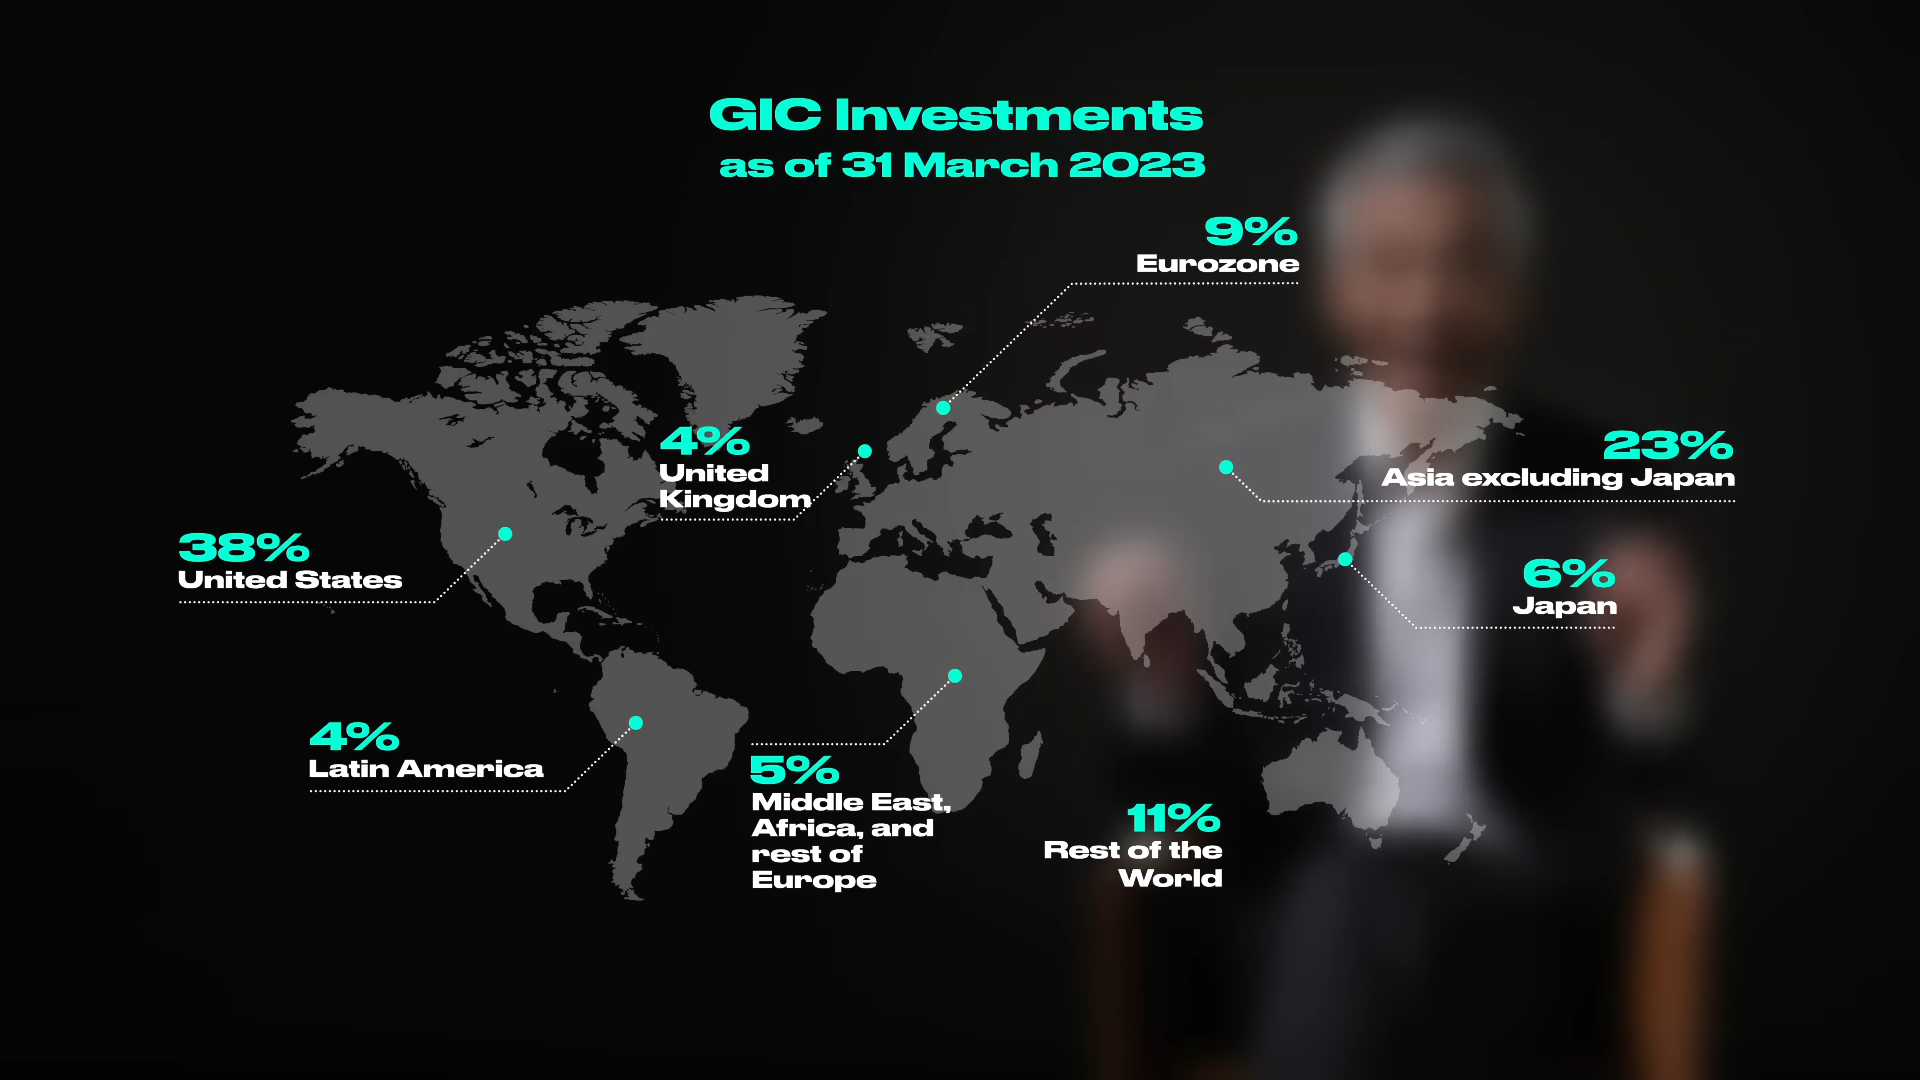 GIC Investments
as of 31 March 2023
9%
Eurozone
4%
United
Kingdom
23%
Asia excluding Japan
38%
United States
6%
Japan
4%
Latin America
5%
Middle East,
Africa, and
rest of
Europe
11%
Rest of the
World